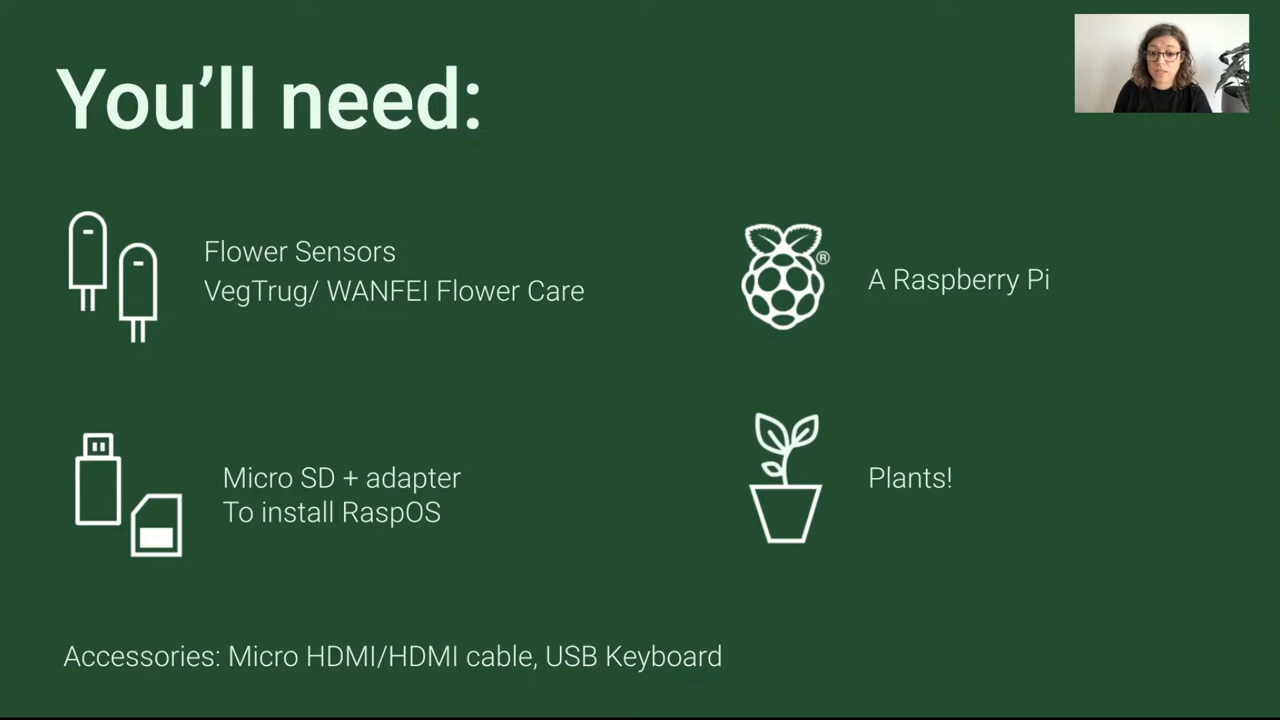 You’ll need:
Flower Sensors
VegTrug/ WANFEI Flower Care
®
A Raspberry Pi
Micro SD + adapter
To install RaspOS
Plants!
Accessories: Micro HDMI/HDMI cable, USB Keyboard